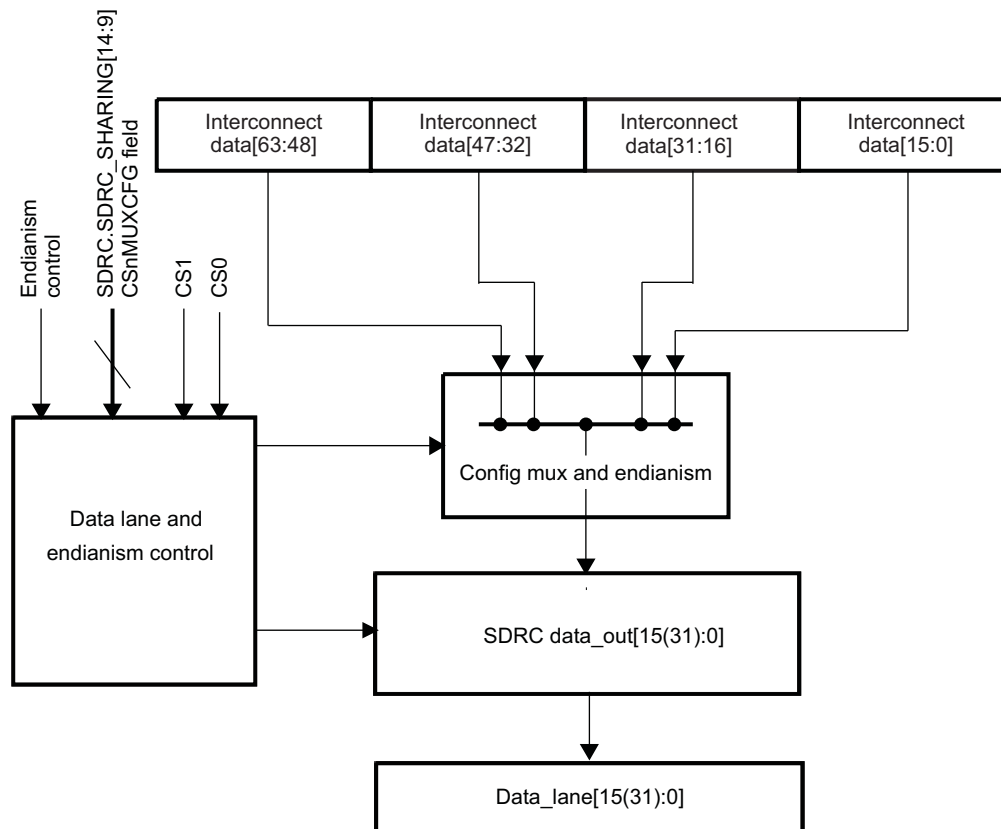 SDRC.SDRC_SHARING[14:9]
CSnMUXCFG field
Endianism
control
CS1
CS0
Interconnect
data[63:48]
Interconnect
data[47:32]
Interconnect
data[31:16]
Interconnect
data[15:0]
Config mux and endianism
Data lane and
endianism control
SDRC data_out[15(31):0]
Data_lane[15(31):0]